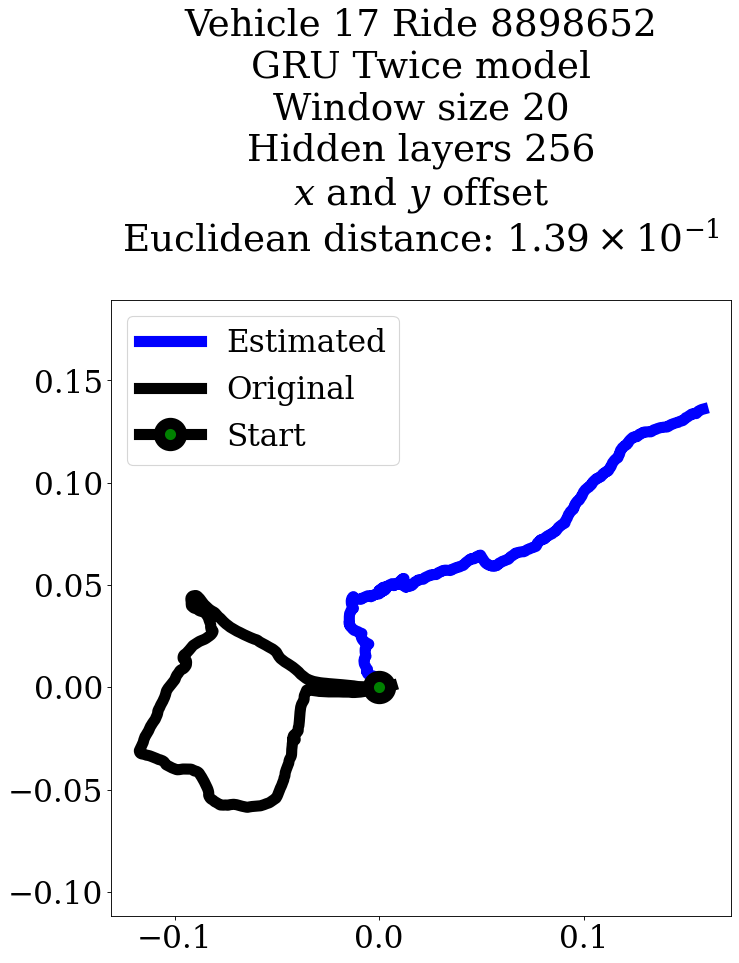 Vehicle 17 Ride 8898652
GRU Twice model
Window size 20
Hidden layers 256
x and y offset
Euclidean distance: 1.39 × 10⁻¹
Estimated
Original
Start
0.15
0.10
0.05
0.00
−0.05
−0.10
−0.1
0.0
0.1